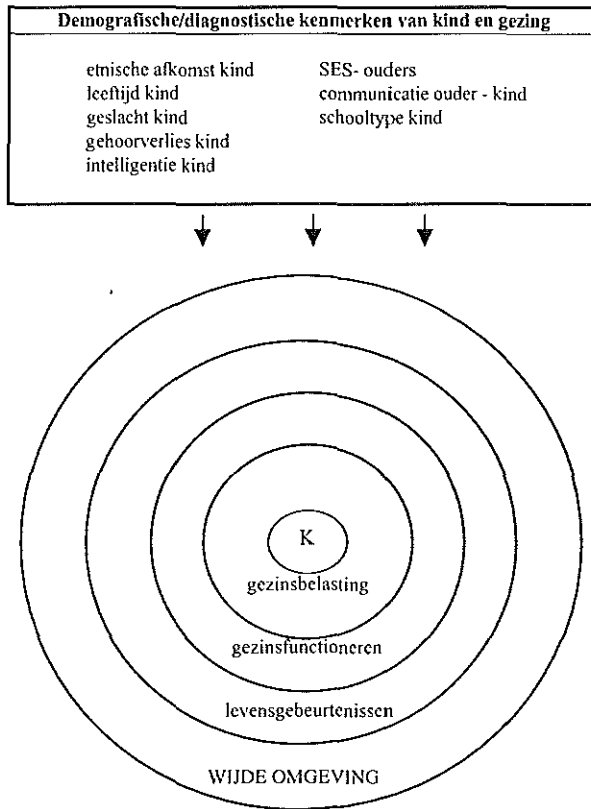 Demografische/diagnostische kenmerken van kind en gezing
etnische afkomst kind
leeftijd kind
geslacht kind
gehoorverlies kind
intelligentie kind
SES- ouders
communicatie ouder - kind
schooltype kind
K
gezinsbelasting
gezinsfunctioneren
levensgebeurtenissen
WIJDE OMGEVING